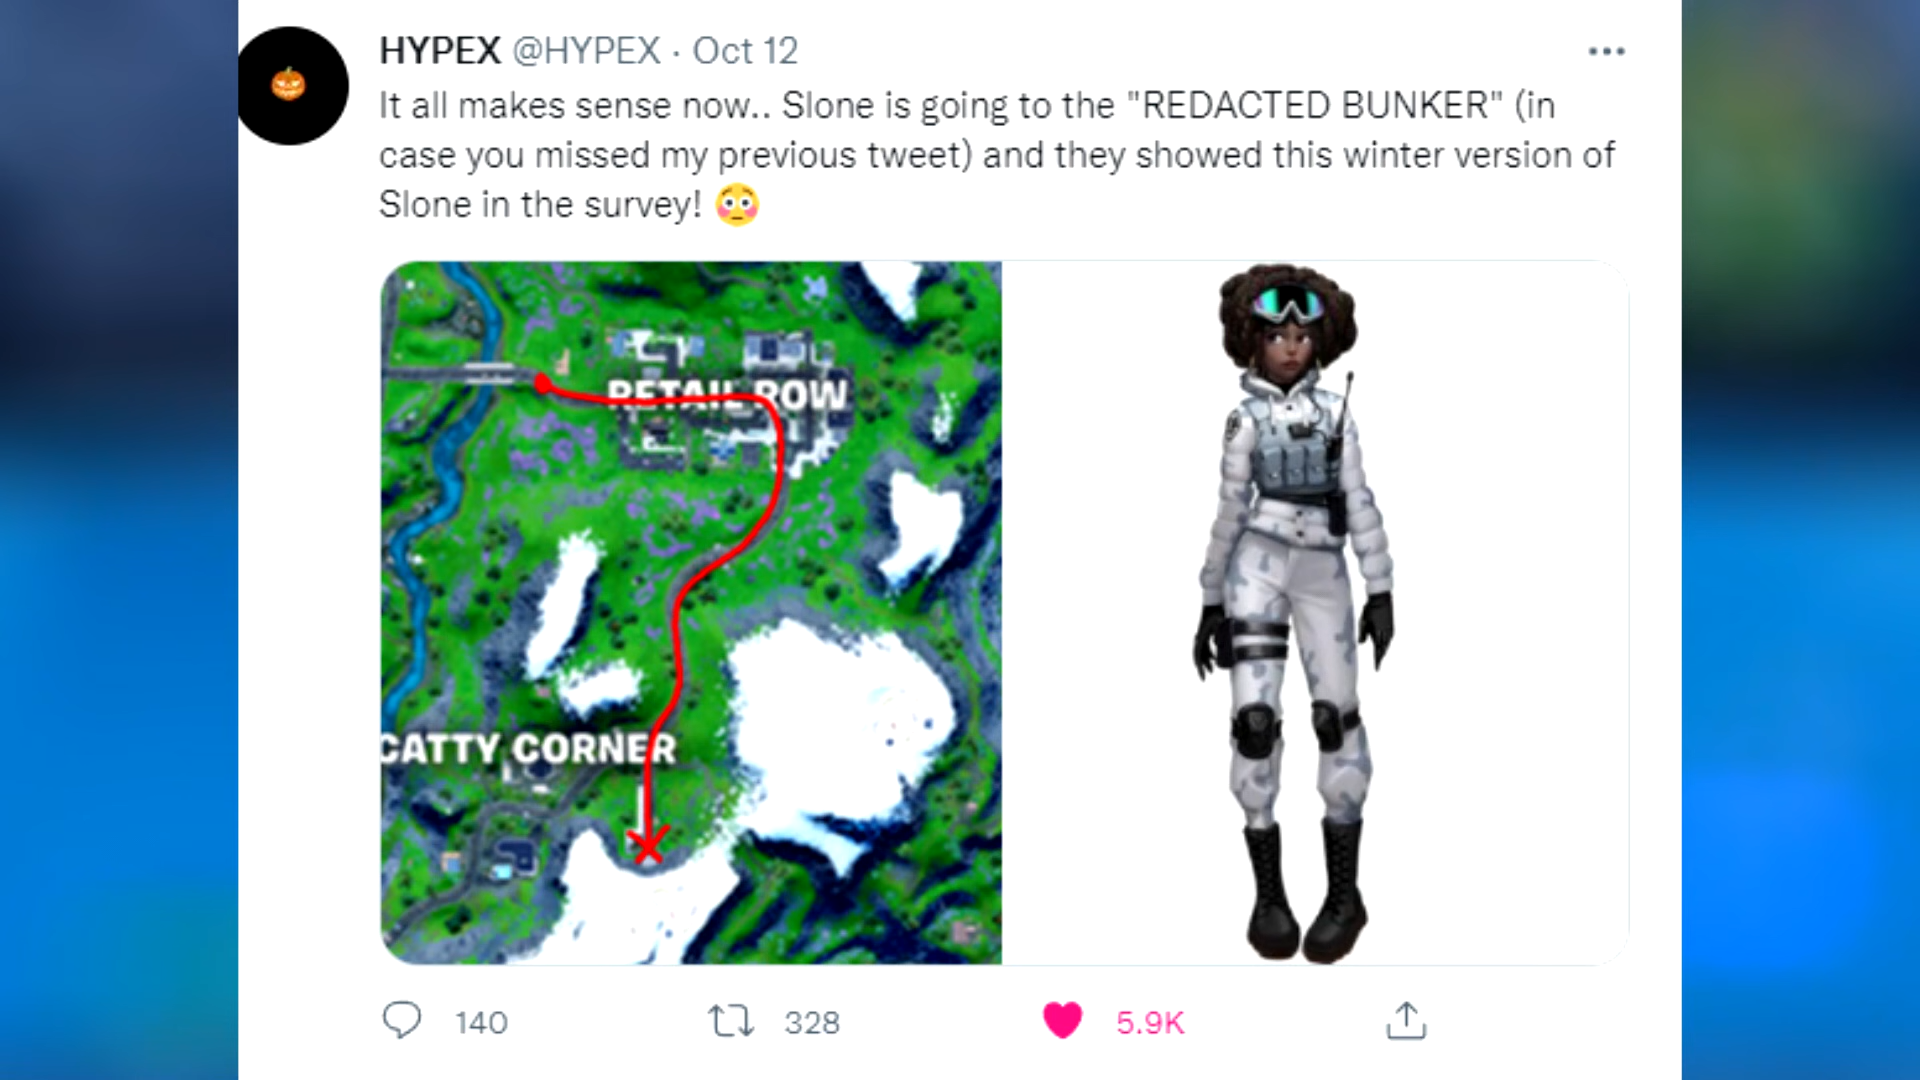 HYPEX @HYPEX · Oct 12
It all makes sense now.. Slone is going to the "REDACTED BUNKER" (in
case you missed my previous tweet) and they showed this winter version of
Slone in the survey! 😳
RETAIL ROW
CATTY CORNER
140 328 5.9K